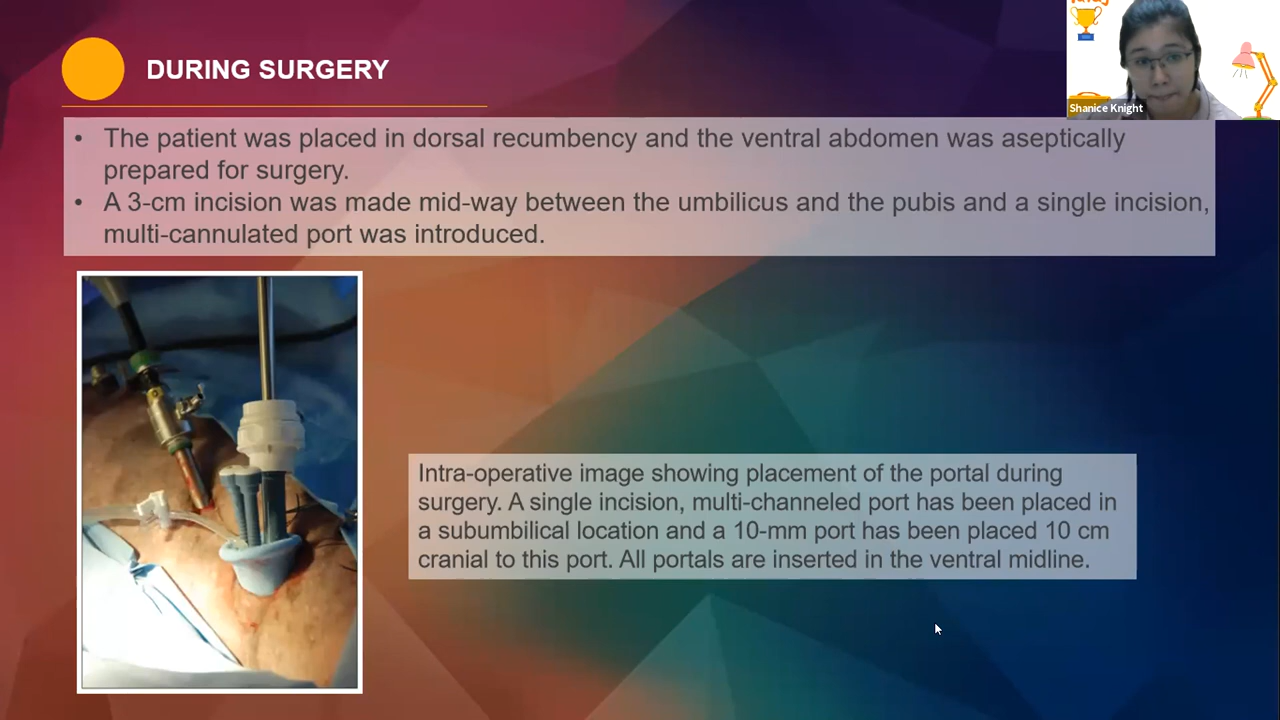 DURING SURGERY
Shanice Knight
• The patient was placed in dorsal recumbency and the ventral abdomen was aseptically
prepared for surgery.
• A 3-cm incision was made mid-way between the umbilicus and the pubis and a single incision,
multi-cannulated port was introduced.
Intra-operative image showing placement of the portal during
surgery. A single incision, multi-channeled port has been placed in
a subumbilical location and a 10-mm port has been placed 10 cm
cranial to this port. All portals are inserted in the ventral midline.